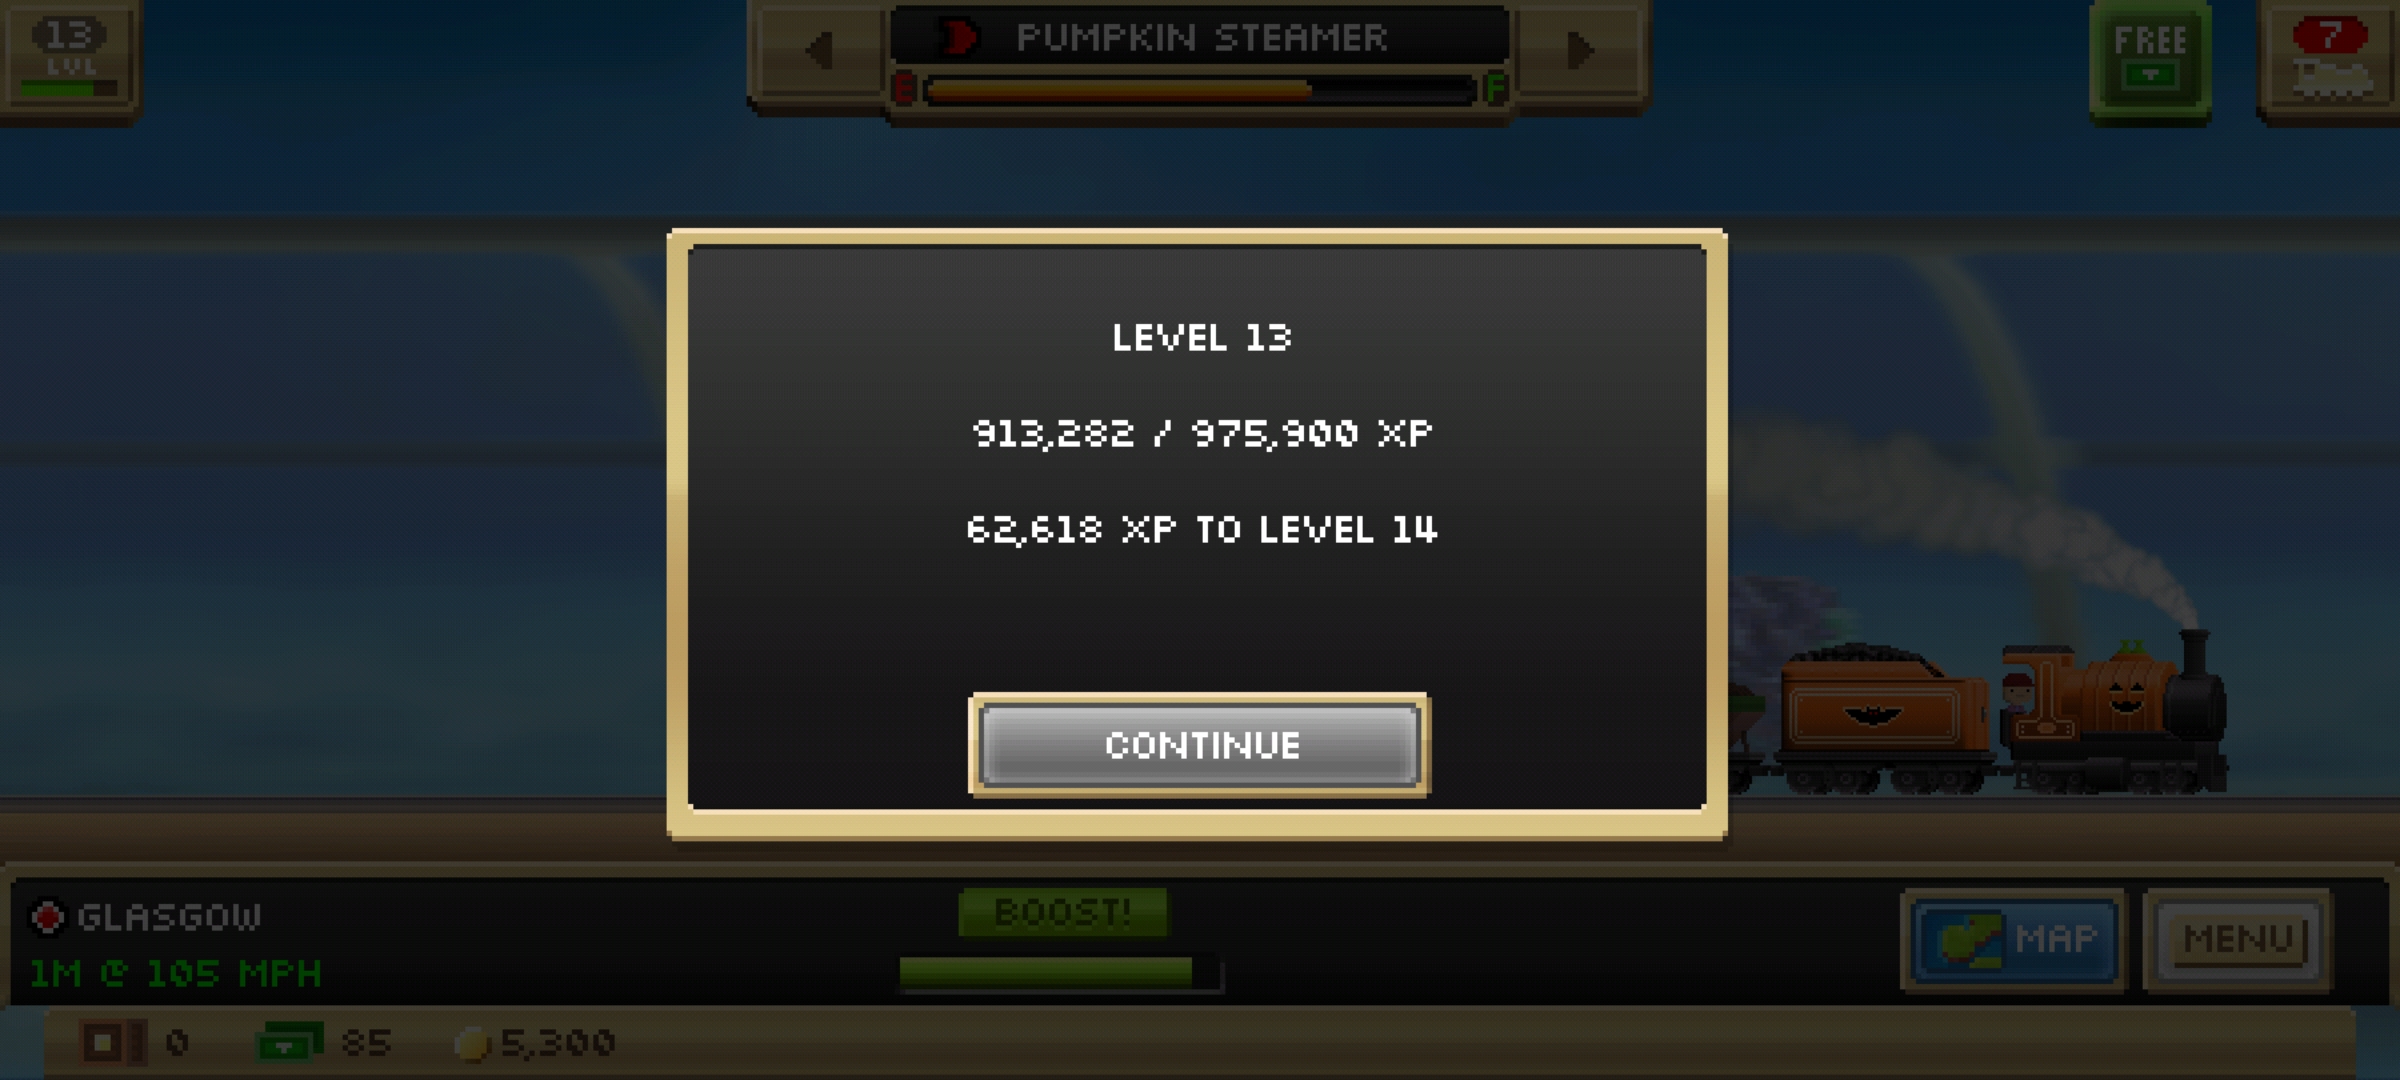 13
LVL
PUMPKIN STEAMER
E
F
FREE
7
LEVEL 13
913,282 / 975,900 XP
62,618 XP TO LEVEL 14
CONTINUE
GLASGOW
1M @ 105 MPH
BOOST!
MAP
MENU
0
85
5,300